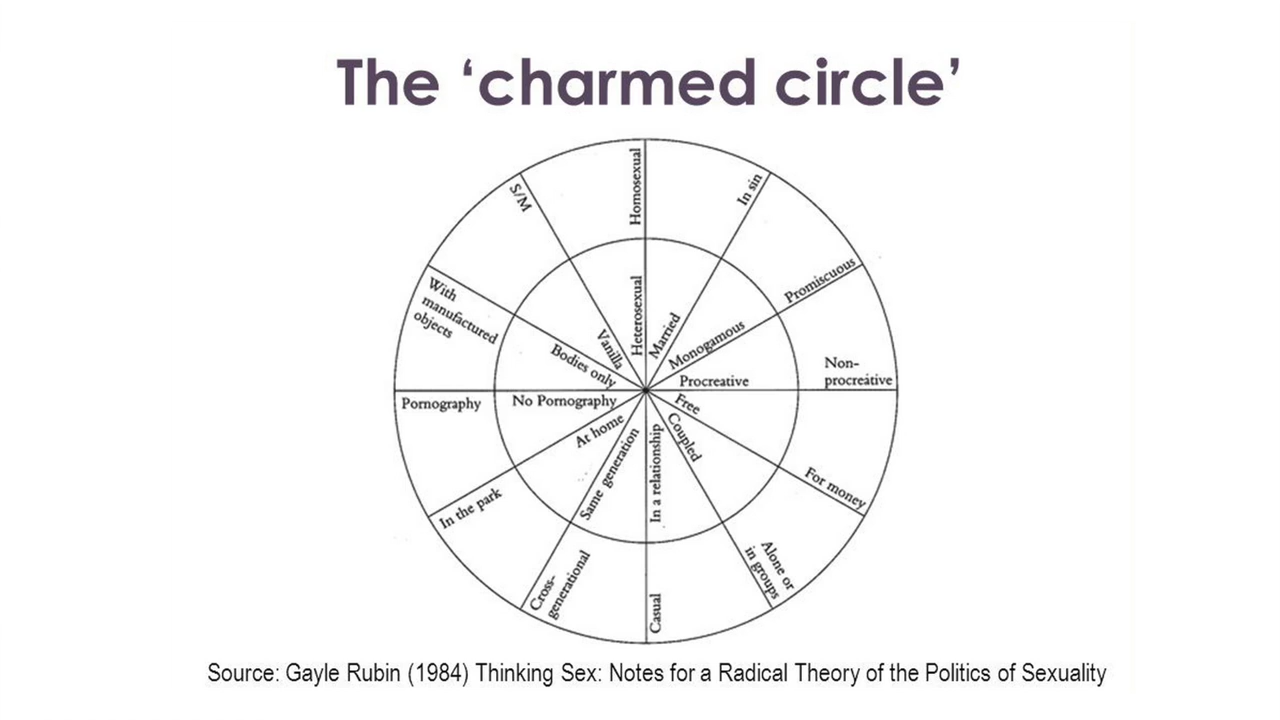 The ‘charmed circle’
Homosexual
In sin
Promiscuous
Non-
procreative
For money
Alone or
in groups
Casual
Cross-
generational
In the park
Pornography
With
manufactured
objects
S/M
Heterosexual
Married
Monogamous
Procreative
Free
Coupled
In a relationship
Same generation
At home
No Pornography
Bodies only
Vanilla
Source: Gayle Rubin (1984) Thinking Sex: Notes for a Radical Theory of the Politics of Sexuality